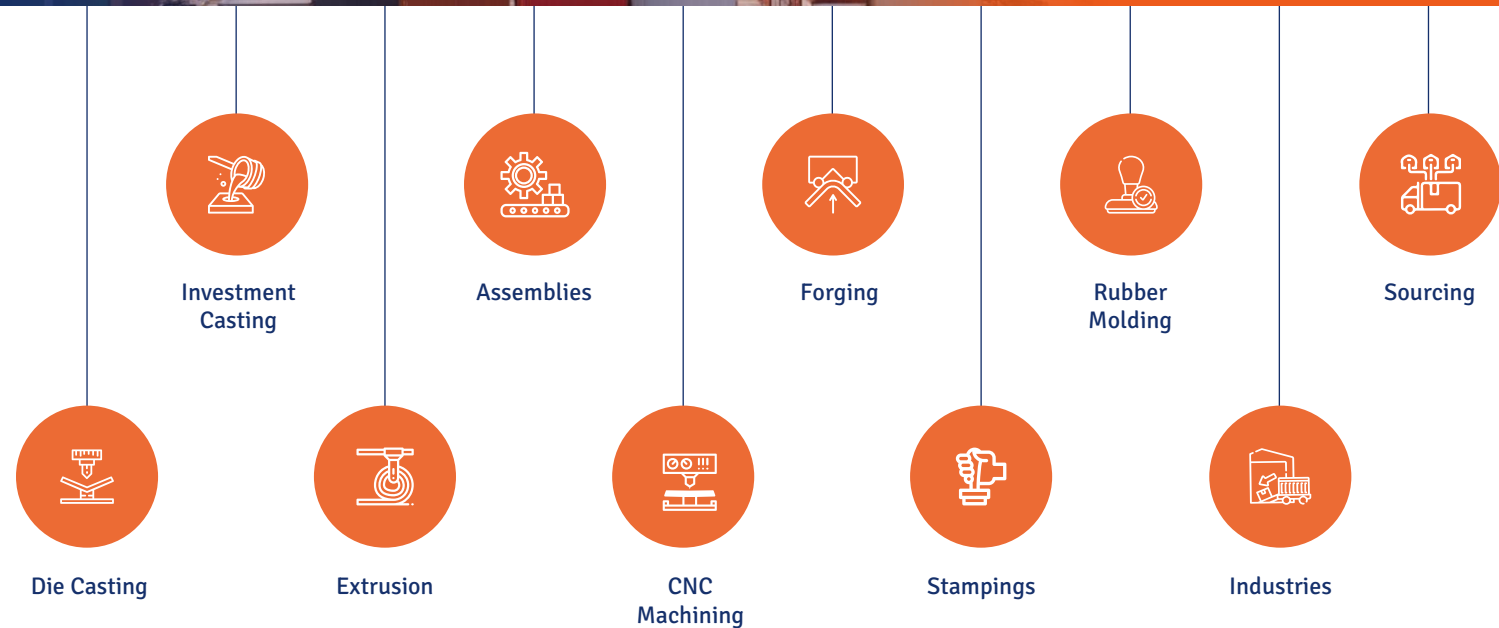 Investment
Casting
Assemblies
Forging
Rubber
Molding
Sourcing
Die Casting
Extrusion
CNC
Machining
Stampings
Industries